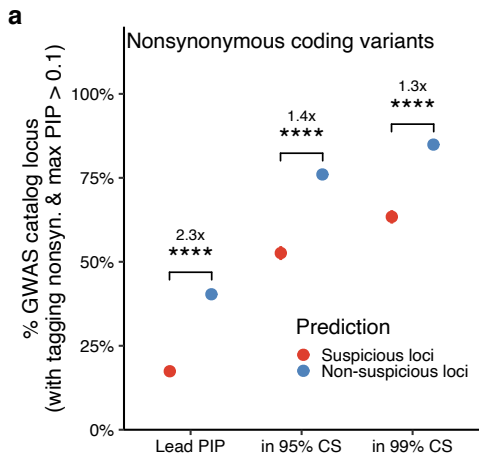 a
Nonsynonymous coding variants
% GWAS catalog locus
(with tagging nonsyn. & max PIP > 0.1)
100%
75%
50%
25%
0%
2.3x
****
1.4x
****
1.3x
****
Prediction
Suspicious loci
Non-suspicious loci
Lead PIP
in 95% CS
in 99% CS